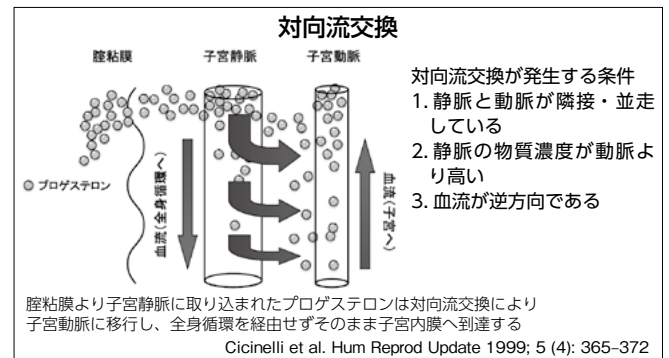 対向流交換
腟粘膜
子宮静脈
子宮動脈
プロゲステロン
血流(全身循環へ)
血流(子宮へ)
対向流交換が発生する条件
1. 静脈と動脈が隣接・並走
している
2. 静脈の物質濃度が動脈よ
り高い
3. 血流が逆方向である
腟粘膜より子宮静脈に取り込まれたプロゲステロンは対向流交換により
子宮動脈に移行し、全身循環を経由せずそのまま子宮内膜へ到達する
Cicinelli et al. Hum Reprod Update 1999; 5 (4): 365–372